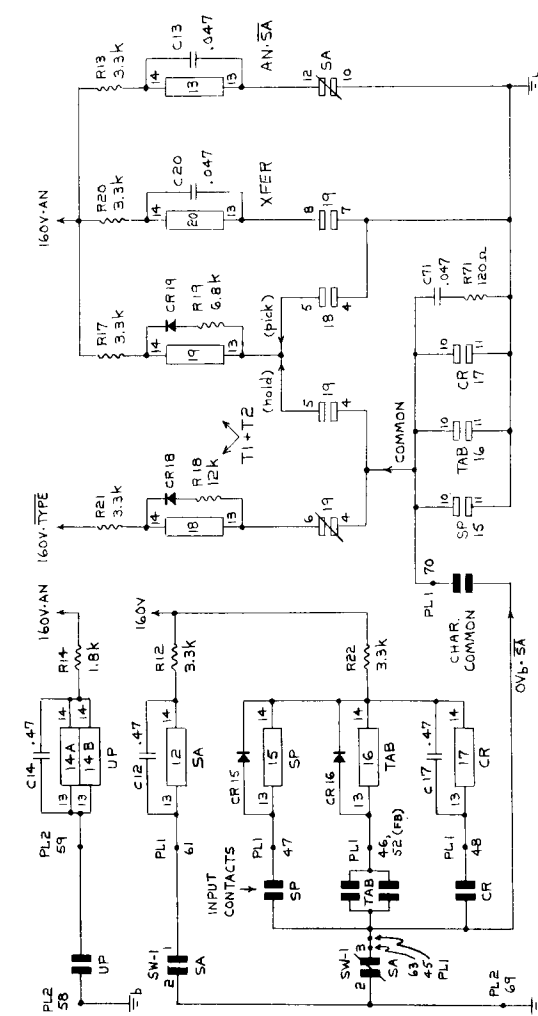 160V-AN
R13
3.3k
14
13
13
C13
.047
AN·S̅A̅
12
SA
10
R20
3.3k
14
20
13
C20
.047
XFER
8
19
7
R17
3.3k
14
19
13
CR19
R19
6.8k
(pick)
5
18
4
(hold)
5
19
4
T1+T2
160V-T̅Y̅P̅E̅
R21
3.3k
14
18
13
CR18
R18
12k
6
19
4
COMMON
C71
.047
R71
120Ω
10
CR
17
11
10
TAB
16
11
10
SP
15
11
PL1
70
CHAR.
COMMON
0Vb·S̅A̅
160V-AN
R14
1.8k
C14
.47
14
14A
13
14
14B
13
UP
PL2
59
UP
PL2
58
b
160V
R12
3.3k
C12
.47
14
12
13
SA
PL1
61
SW-1
2
1
SA
R22
3.3k
CR15
14
15
13
SP
PL1
47
INPUT
CONTACTS
SP
CR16
14
16
13
TAB
PL1
46,
52(FB)
TAB
C17
.47
14
17
13
CR
PL1
48
CR
SW-1
2
3
SA
63
45
PL1
PL2
69